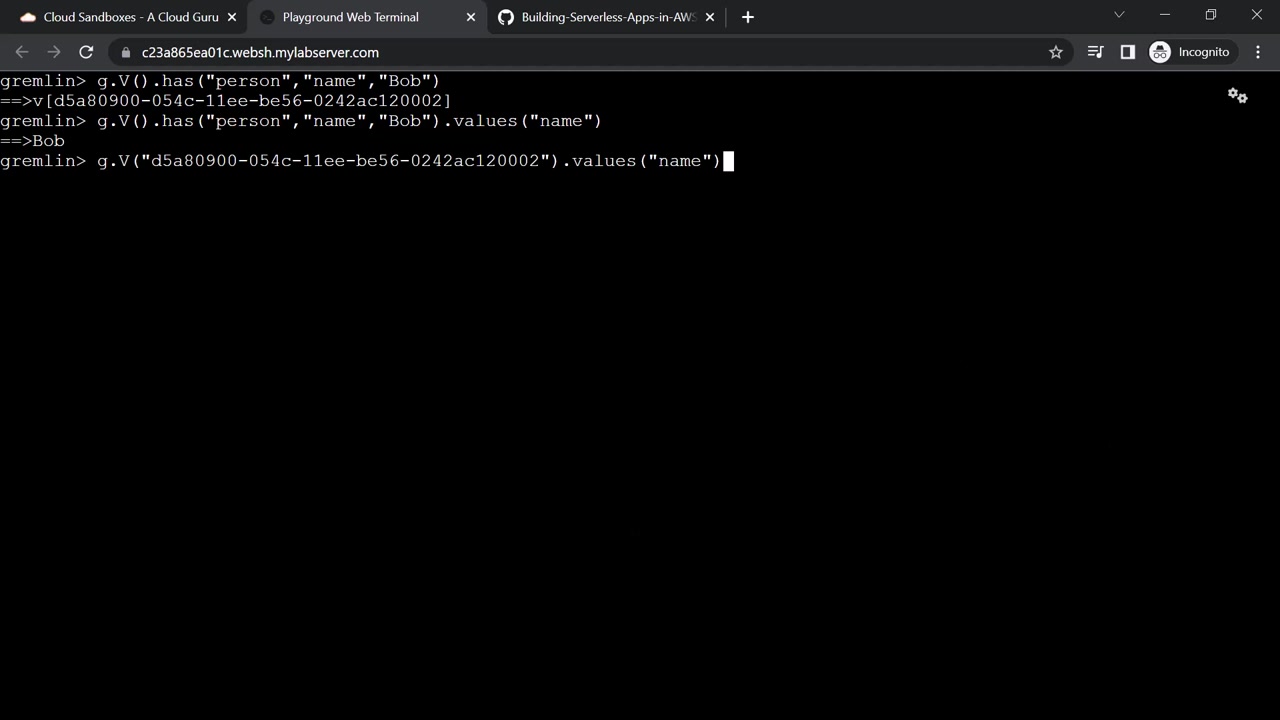 Cloud Sandboxes - A Cloud Guru
Playground Web Terminal
Building-Serverless-Apps-in-AWS
c23a865ea01c.websh.mylabserver.com
Incognito
gremlin> g.V().has("person","name","Bob")
==>v[d5a80900-054c-11ee-be56-0242ac120002]
gremlin> g.V().has("person","name","Bob").values("name")
==>Bob
gremlin> g.V("d5a80900-054c-11ee-be56-0242ac120002").values("name")